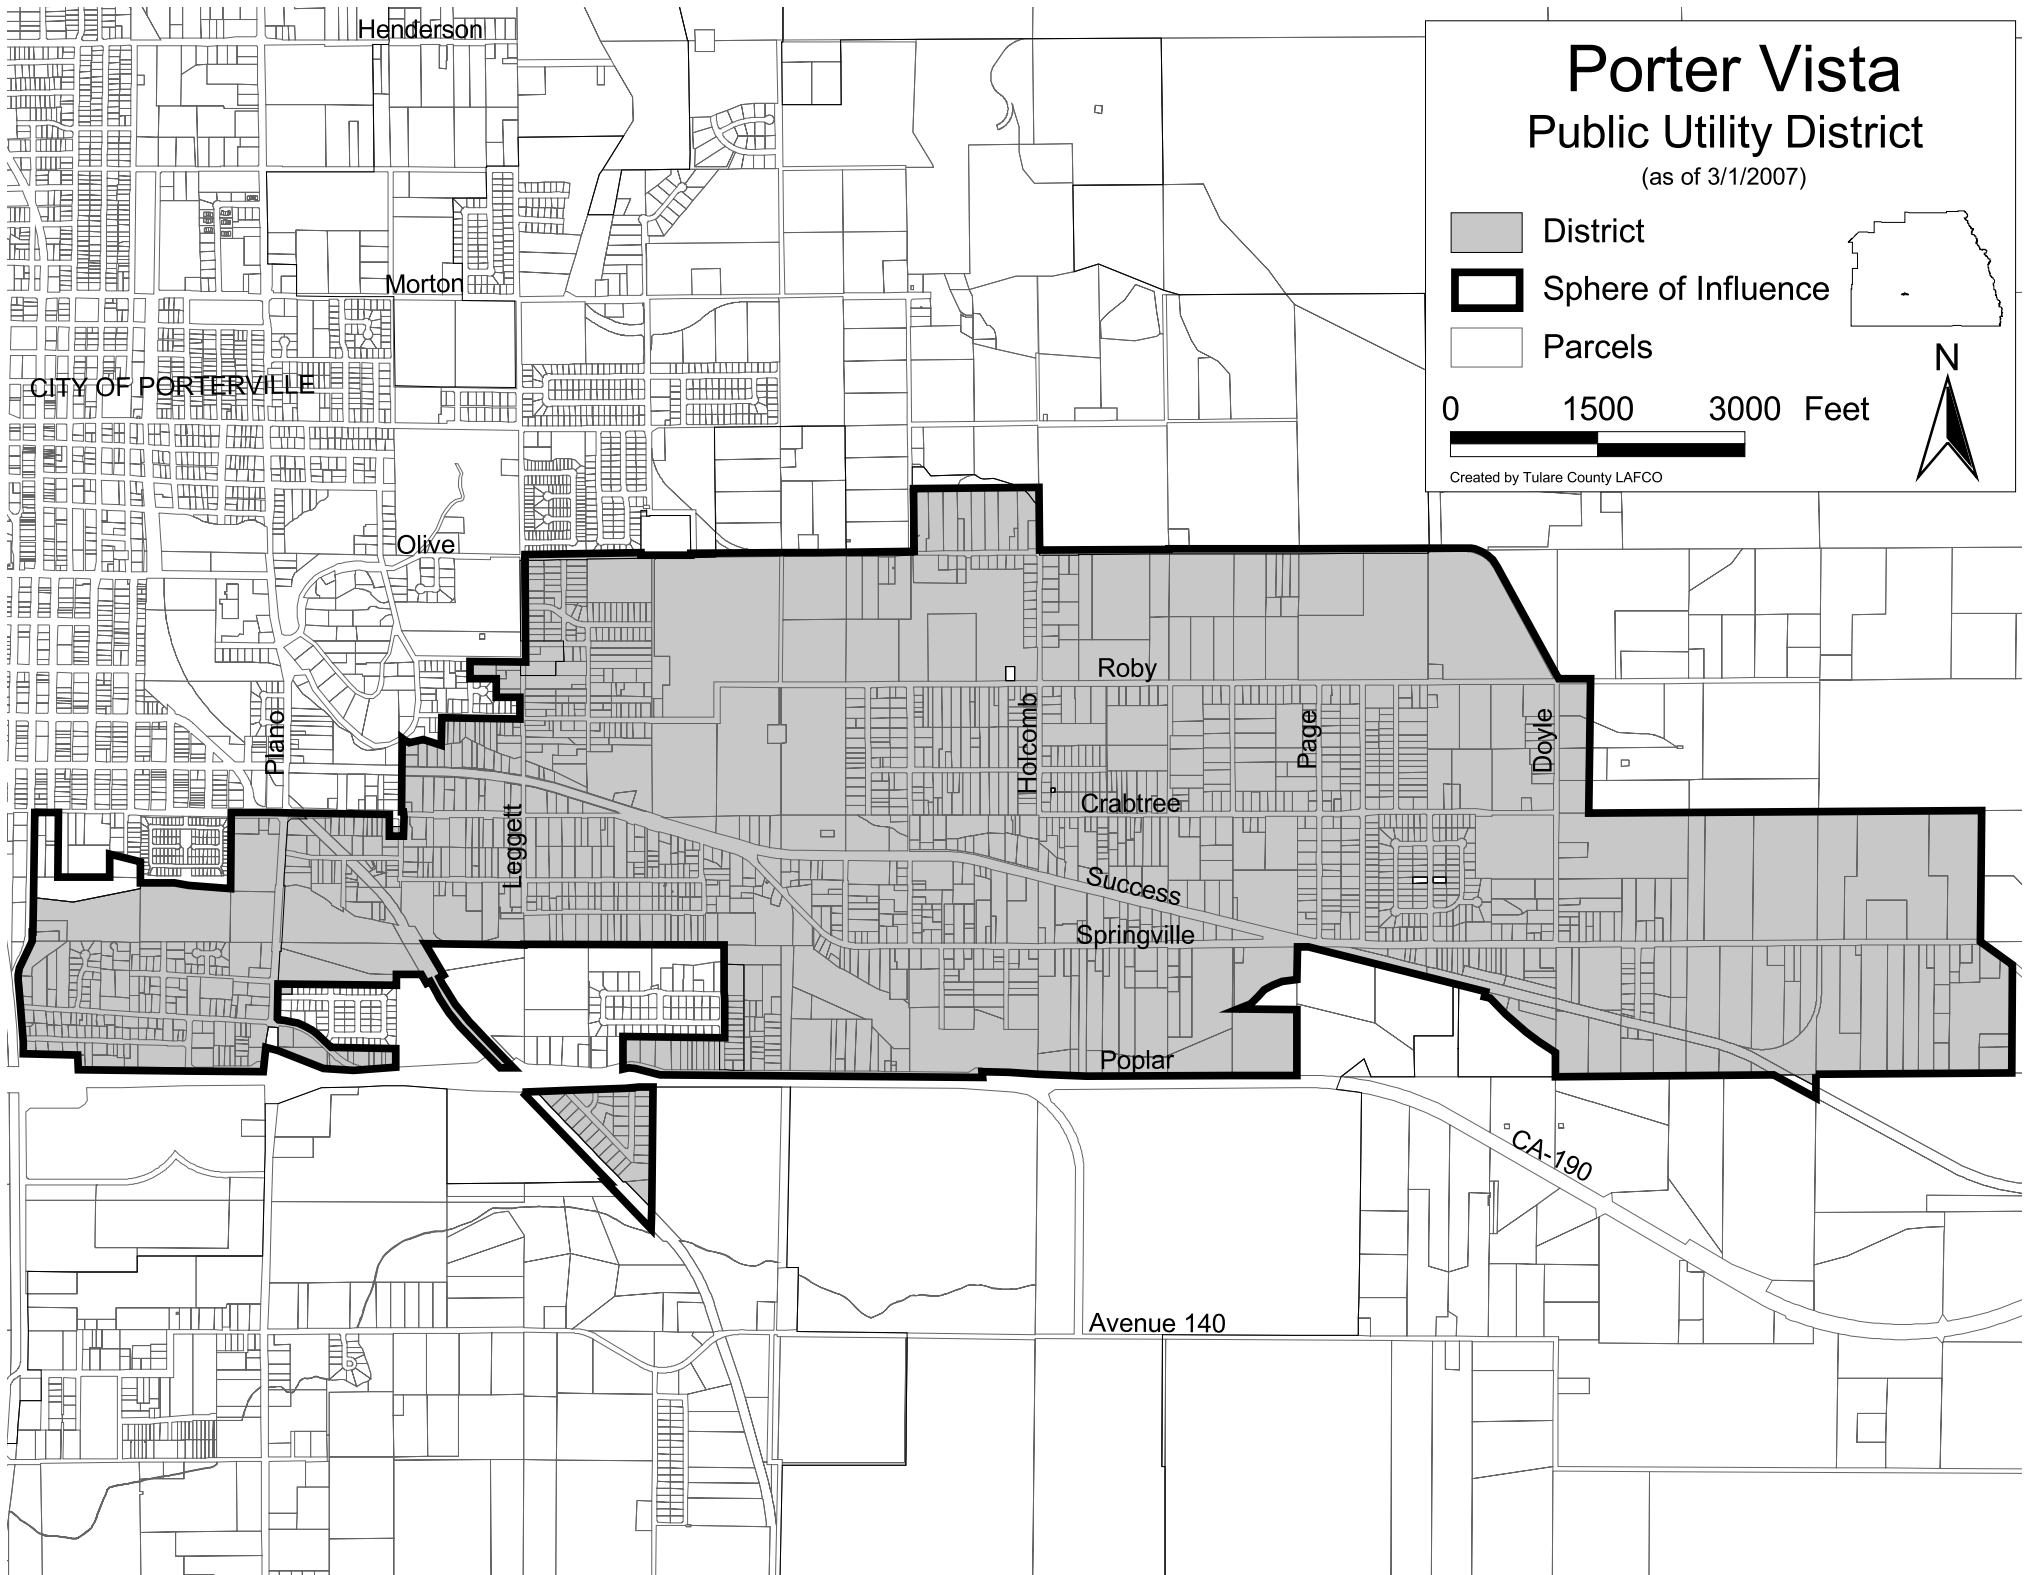 Henderson
Porter Vista
Public Utility District
(as of 3/1/2007)
District
Sphere of Influence
Parcels
N
0 1500 3000 Feet
Created by Tulare County LAFCO
Morton
CITY OF PORTERVILLE
Olive
Roby
Plano
Holcomb
Page
Doyle
Crabtree
Leggett
Success
Springville
Poplar
CA-190
Avenue 140